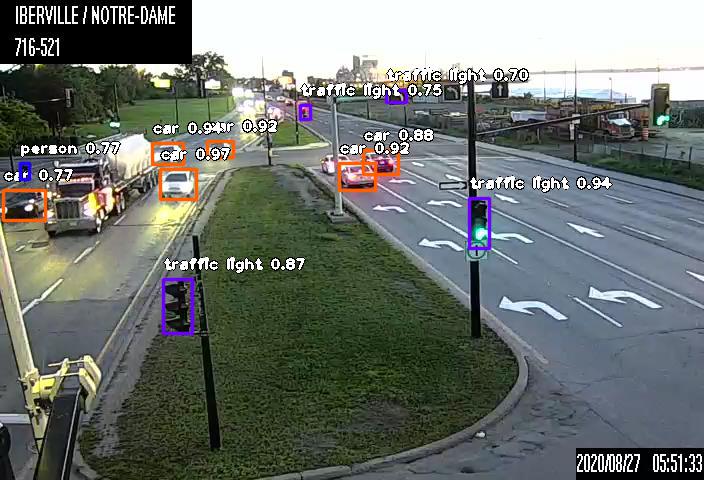 IBERVILLE / NOTRE-DAME
716-521
traffic light 0.70
traffic light 0.75
car 0.94
car 0.92
car 0.88
person 0.77
car 0.97
car 0.92
car 0.77
traffic light 0.94
traffic light 0.87
2020/08/27 05:51:33